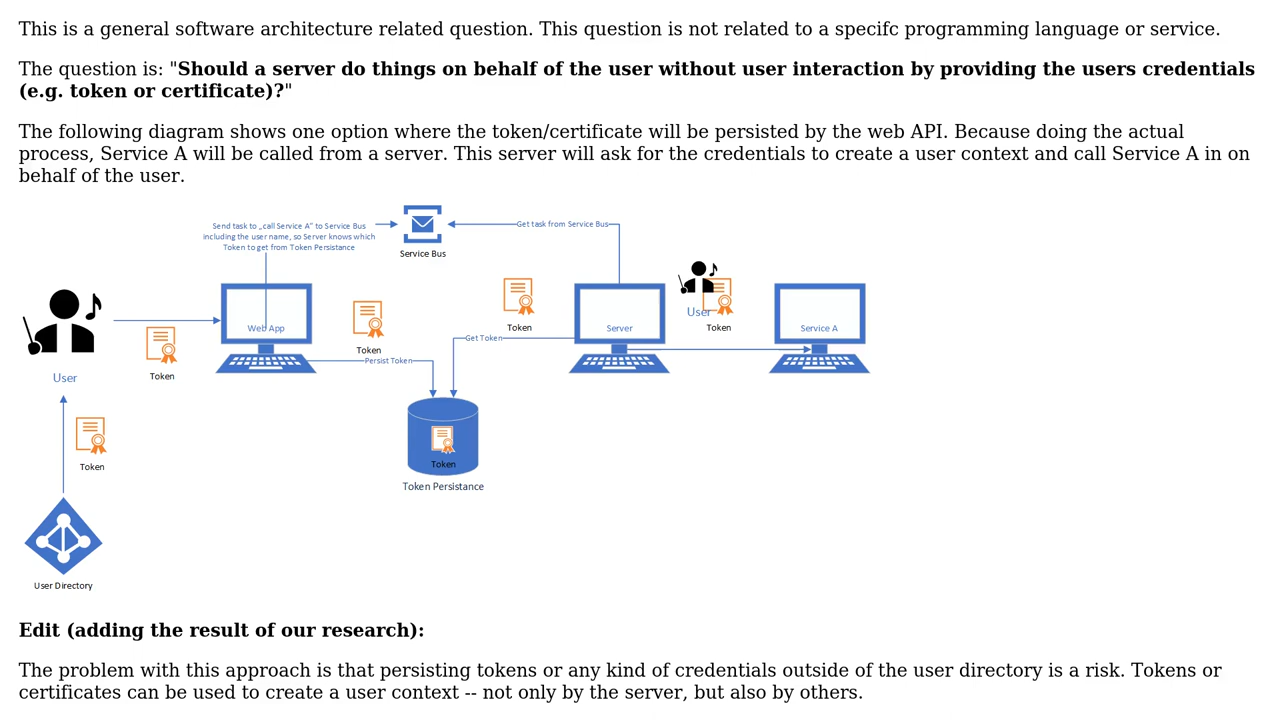 This is a general software architecture related question. This question is not related to a specifc programming language or service.
The question is: "Should a server do things on behalf of the user without user interaction by providing the users credentials
(e.g. token or certificate)?"
The following diagram shows one option where the token/certificate will be persisted by the web API. Because doing the actual
process, Service A will be called from a server. This server will ask for the credentials to create a user context and call Service A in on
behalf of the user.
Send task to „call Service A" to Service Bus
including the user name, so Server knows which
Token to get from Token Persistance
Get task from Service Bus
Service Bus
Web App
Token
Token
Server
User
Token
Service A
Token
Get Token
Persist Token
User
Token
Token
Token Persistance
User Directory
Edit (adding the result of our research):
The problem with this approach is that persisting tokens or any kind of credentials outside of the user directory is a risk. Tokens or
certificates can be used to create a user context -- not only by the server, but also by others.